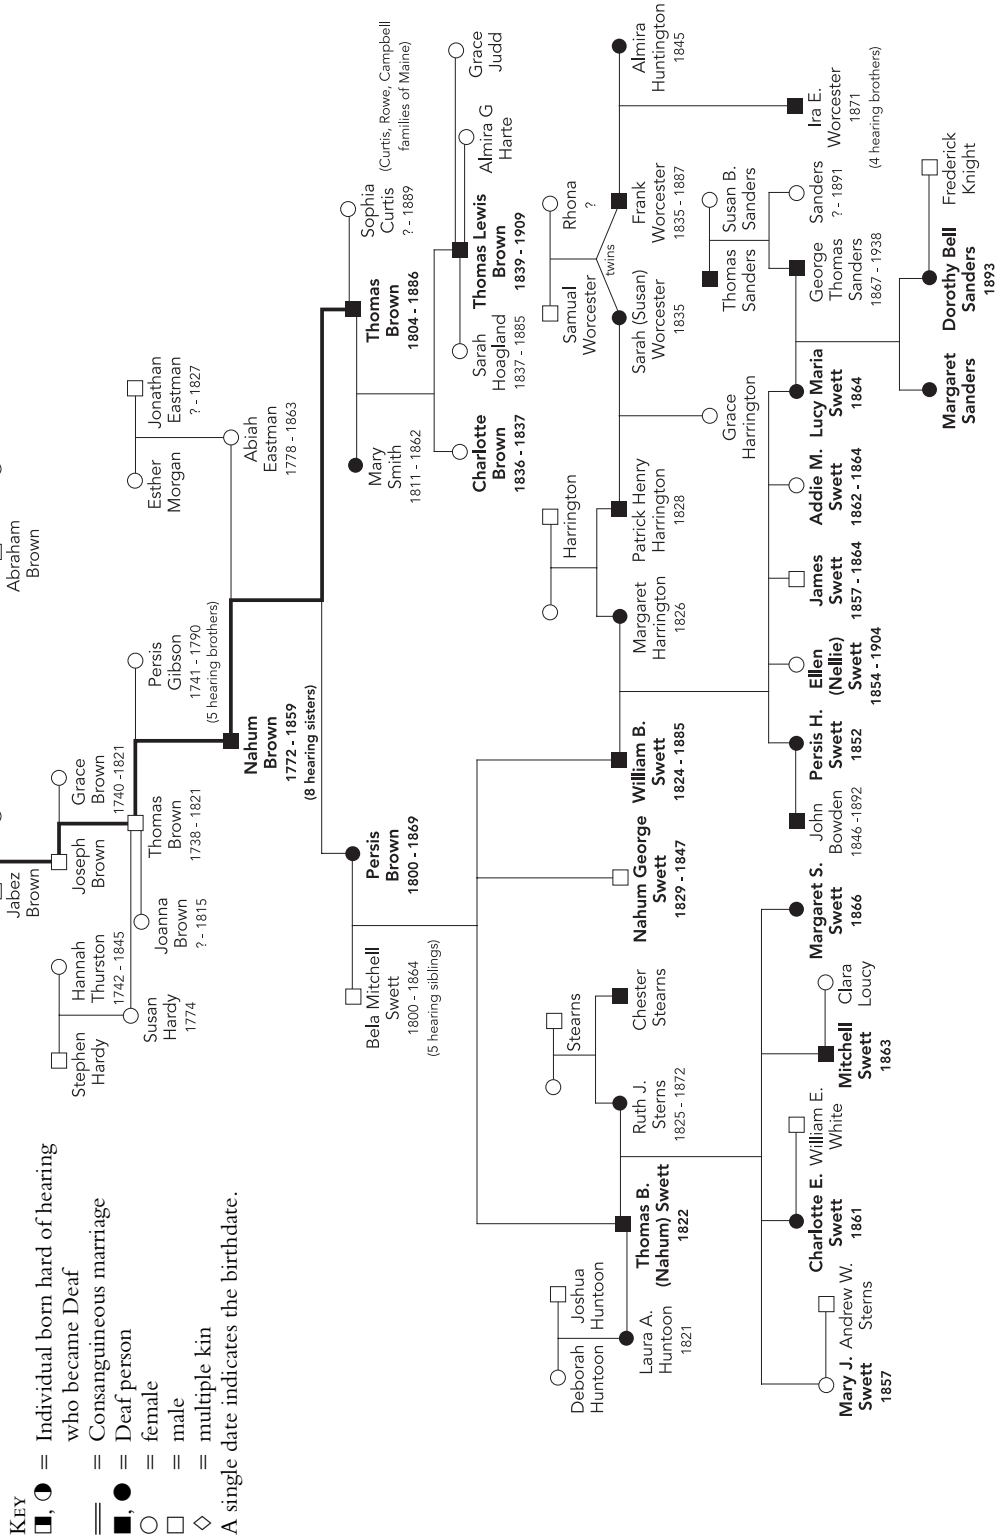 KEY
= Individual born hard of hearing
who became Deaf
= Consanguineous marriage
= Deaf person
= female
= male
= multiple kin
A single date indicates the birthdate.
Abraham
Brown
Jabez
Brown
Joseph
Brown
Grace
Brown
1740 -1821
Stephen
Hardy
Hannah
Thurston
1742 - 1845
Susan
Hardy
1774
Joanna
Brown
? - 1815
Thomas
Brown
1738 - 1821
Persis
Gibson
1741 - 1790
(5 hearing brothers)
Esther
Morgan
Jonathan
Eastman
? - 1827
Nahum
Brown
1772 - 1859
(8 hearing sisters)
Abiah
Eastman
1778 - 1863
Bela Mitchell
Swett
1800 - 1864
(5 hearing siblings)
Persis
Brown
1800 - 1869
Mary
Smith
1811 - 1862
Thomas
Brown
1804 - 1886
Sophia
Curtis
? - 1889
(Curtis, Rowe, Campbell
families of Maine)
Charlotte
Brown
1836 - 1837
Sarah
Hoagland
1837 - 1885
Thomas Lewis
Brown
1839 - 1909
Almira G
Harte
Grace
Judd
Deborah
Huntoon
Joshua
Huntoon
Stearns
Harrington
Samual
Worcester
Rhona
?
twins
Laura A.
Huntoon
1821
Thomas B.
(Nahum) Swett
1822
Ruth J.
Sterns
1825 - 1872
Chester
Stearns
Nahum George
Swett
1829 - 1847
William B.
Swett
1824 - 1885
Margaret
Harrington
1826
Patrick Henry
Harrington
1828
Sarah (Susan)
Worcester
1835
Frank
Worcester
1835 - 1887
Almira
Huntington
1845
Grace
Harrington
Thomas
Sanders
Susan B.
Sanders
Mary J.
Swett
1857
Andrew W.
Sterns
Charlotte E.
Swett
1861
William E.
White
Mitchell
Swett
1863
Clara
Loucy
Margaret S.
Swett
1866
John
Bowden
1846 -1892
Persis H.
Swett
1852
Ellen
(Nellie)
Swett
1854 - 1904
James
Swett
1857 - 1864
Addie M.
Swett
1862 - 1864
Lucy Maria
Swett
1864
George
Thomas
Sanders
1867 - 1938
Sanders
? - 1891
Ira E.
Worcester
1871
(4 hearing brothers)
Margaret
Sanders
Dorothy Bell
Sanders
1893
Frederick
Knight